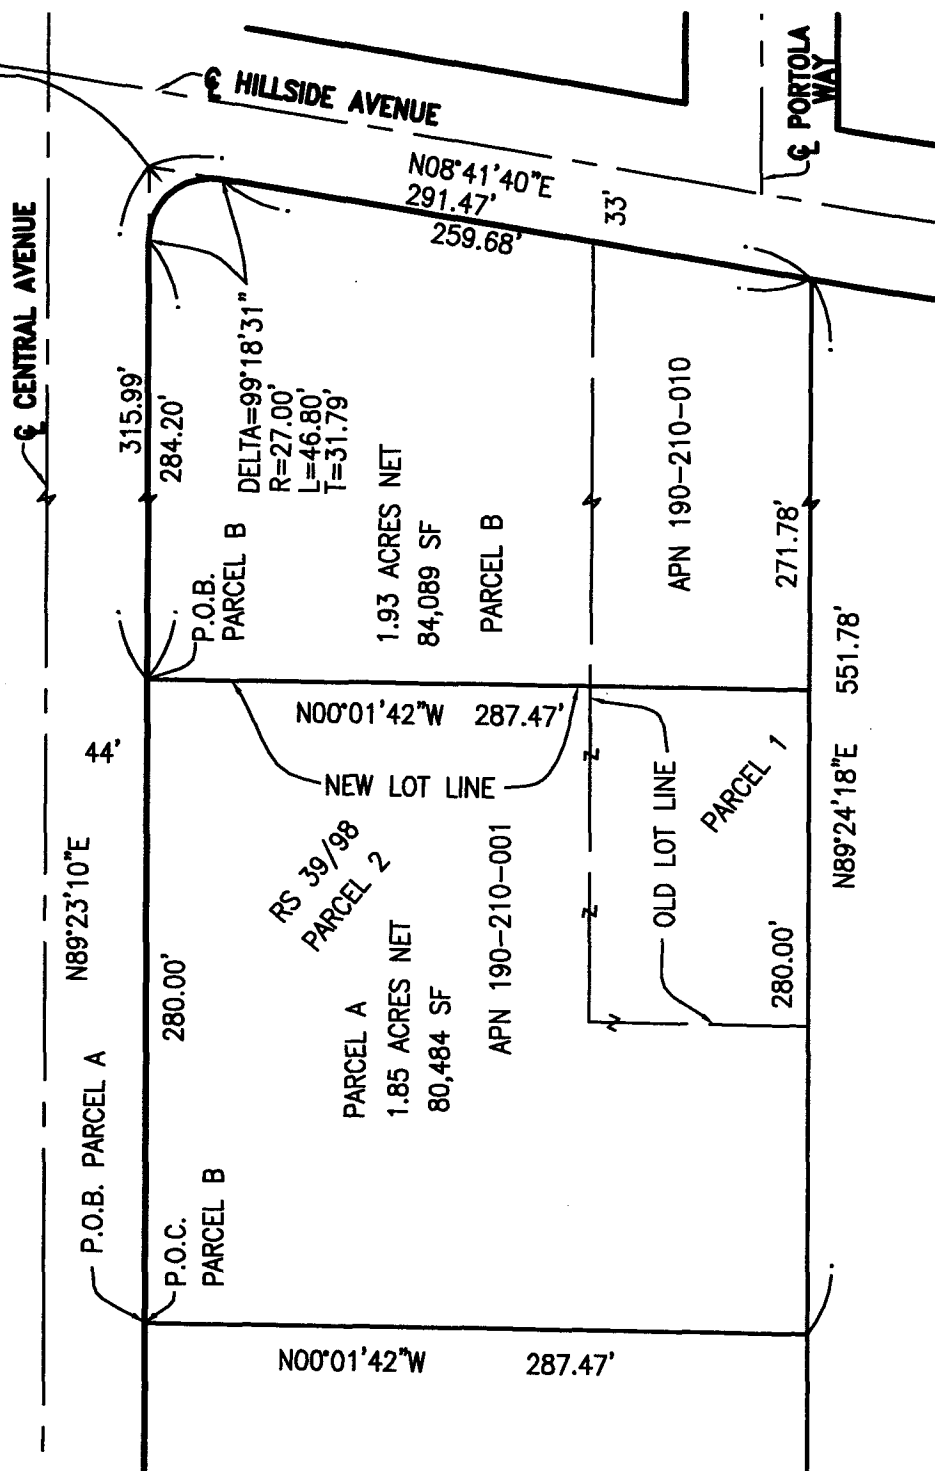 ℄ HILLSIDE AVENUE
℄ PORTOLA
WAY
N08°41'40"E
291.47'
259.68'
33'
℄ CENTRAL AVENUE
315.99'
284.20'
DELTA=99°18'31"
R=27.00'
L=46.80'
T=31.79'
1.93 ACRES NET
84,089 SF
PARCEL B
APN 190-210-010
271.78'
P.O.B.
PARCEL B
N00°01'42"W 287.47'
551.78'
44'
NEW LOT LINE
OLD LOT LINE
PARCEL 1
N89°24'18"E
N89°23'10"E
RS 39/98
PARCEL 2
280.00'
PARCEL A
1.85 ACRES NET
80,484 SF
APN 190-210-001
280.00'
P.O.B. PARCEL A
P.O.C.
PARCEL B
N00°01'42"W 287.47'